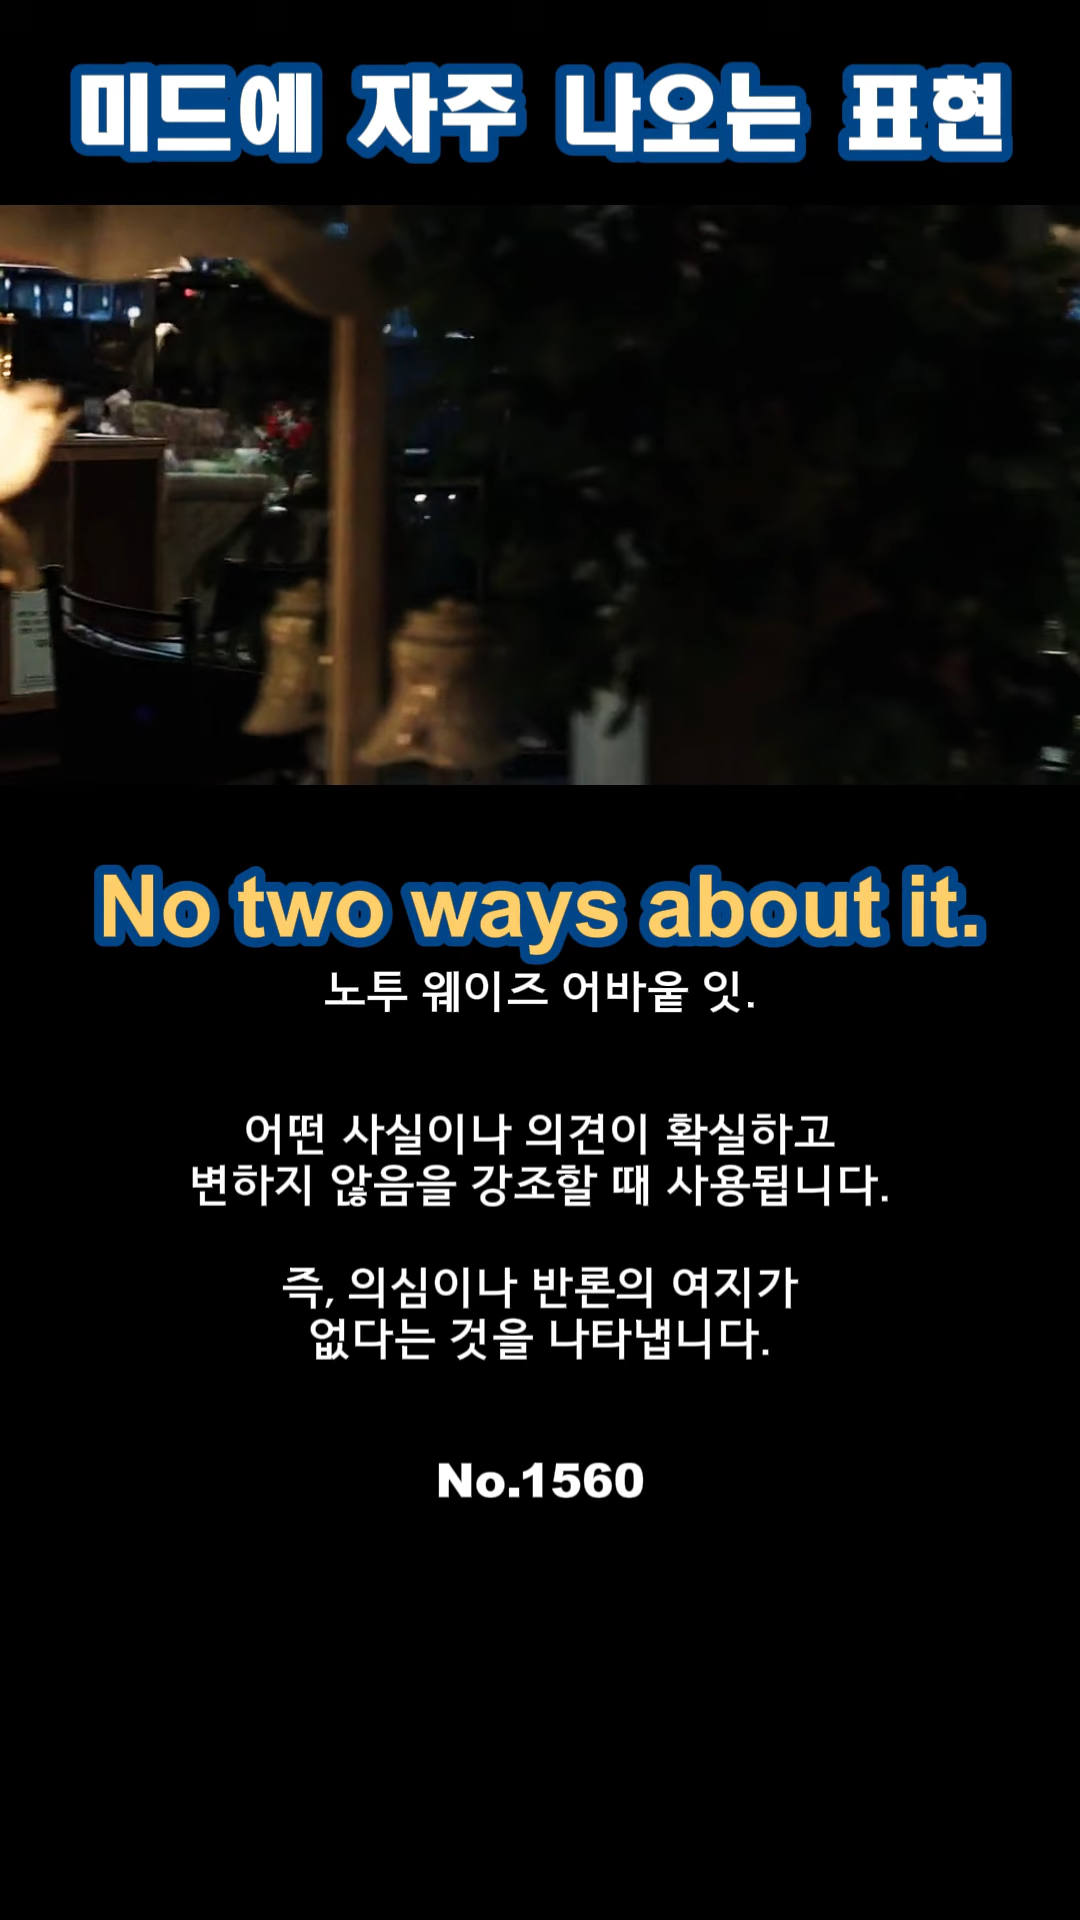 미드에 자주 나오는 표현
No two ways about it.
노투 웨이즈 어바웉 잇.
어떤 사실이나 의견이 확실하고
변하지 않음을 강조할 때 사용됩니다.
즉, 의심이나 반론의 여지가
없다는 것을 나타냅니다.
No.1560